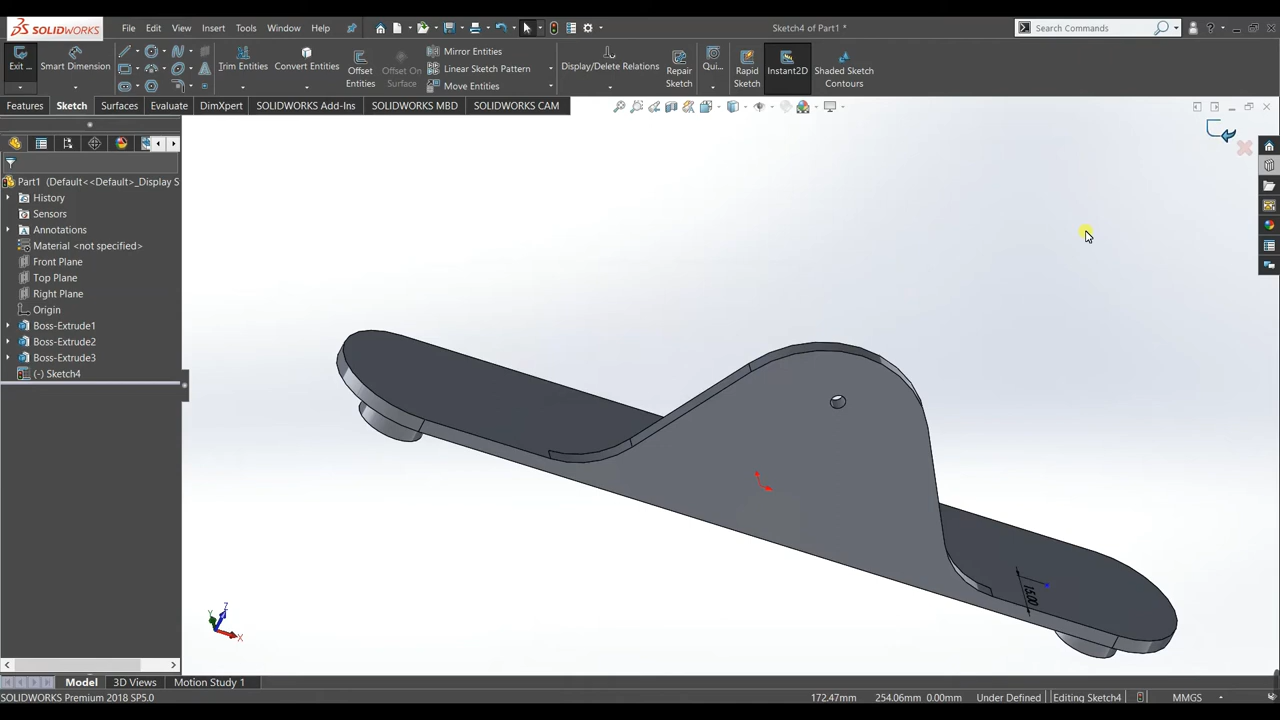 SOLIDWORKS File Edit View Insert Tools Window Help Sketch4 of Part1 * Search Commands
Exit ... Smart Dimension Trim Entities Convert Entities Offset Entities Offset On Surface Mirror Entities Linear Sketch Pattern Move Entities Display/Delete Relations Repair Sketch Qui... Rapid Sketch Instant2D Shaded Sketch Contours
Features Sketch Surfaces Evaluate DimXpert SOLIDWORKS Add-Ins SOLIDWORKS MBD SOLIDWORKS CAM
Part1 (Default<<Default>_Display S
History
Sensors
Annotations
Material <not specified>
Front Plane
Top Plane
Right Plane
Origin
Boss-Extrude1
Boss-Extrude2
Boss-Extrude3
(-) Sketch4
15.00
Y Z X
Model 3D Views Motion Study 1
SOLIDWORKS Premium 2018 SP5.0 172.47mm 254.06mm 0.00mm Under Defined Editing Sketch4 MMGS